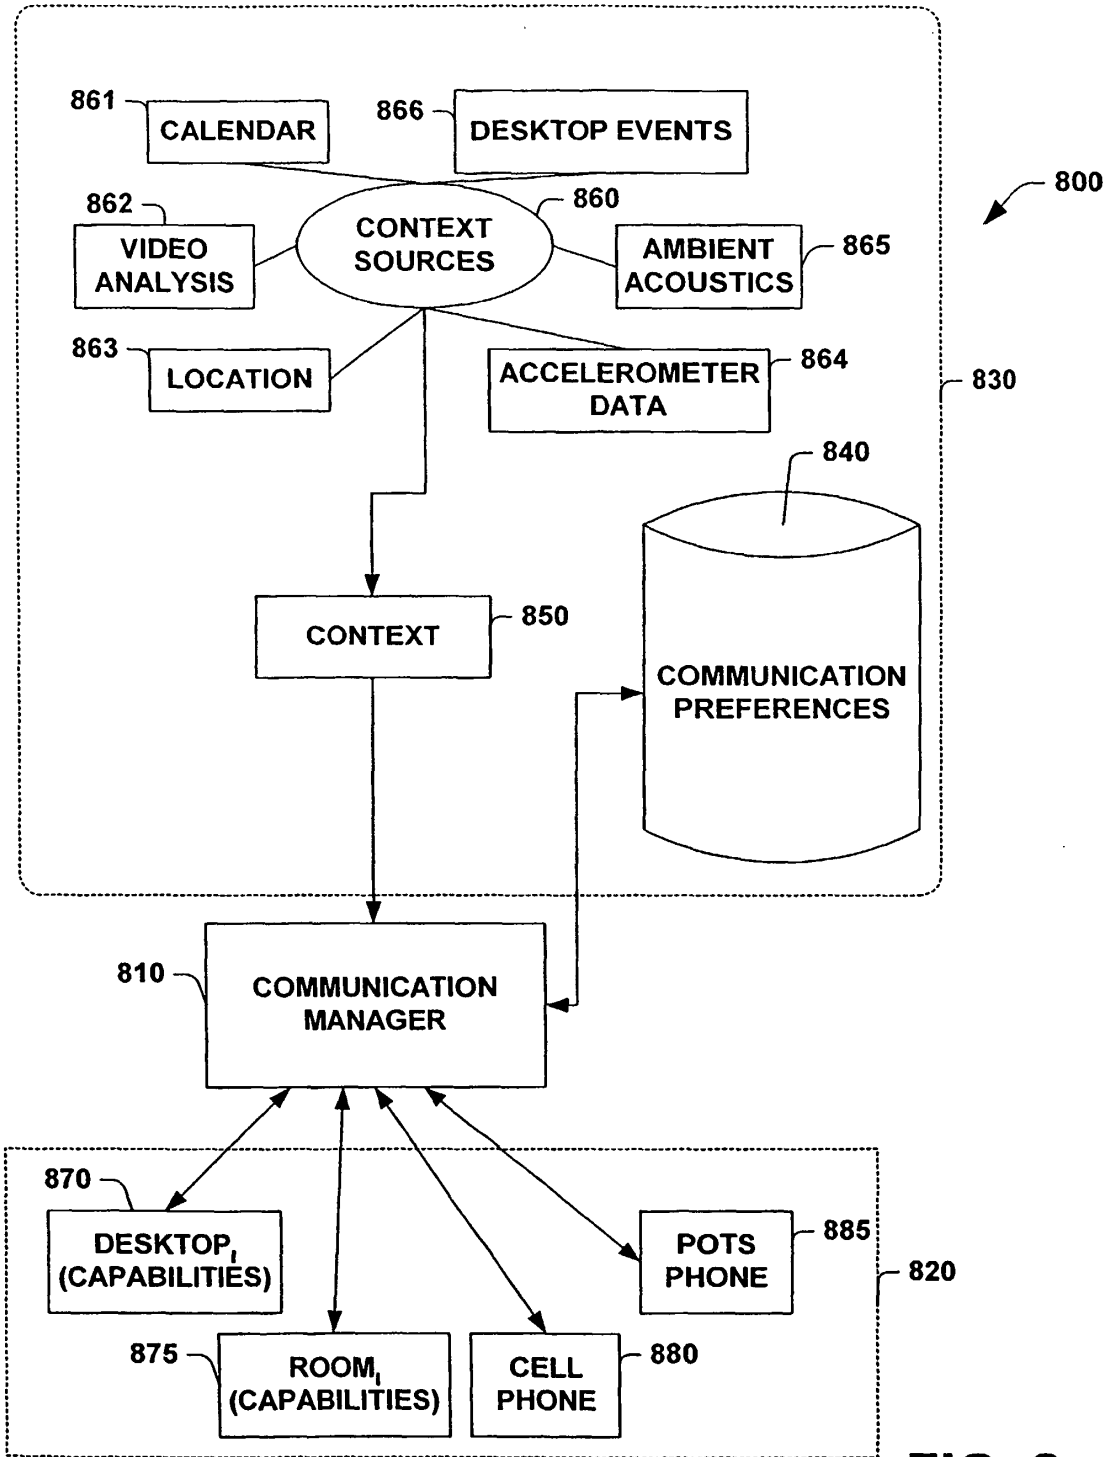 861
CALENDAR
866
DESKTOP EVENTS
800
862
VIDEO
ANALYSIS
CONTEXT
SOURCES
860
AMBIENT
ACOUSTICS
865
863
LOCATION
ACCELEROMETER
DATA
864
830
840
CONTEXT
850
COMMUNICATION
PREFERENCES
810
COMMUNICATION
MANAGER
870
DESKTOP,
(CAPABILITIES)
POTS
PHONE
885
820
875
ROOM,
(CAPABILITIES)
CELL
PHONE
880